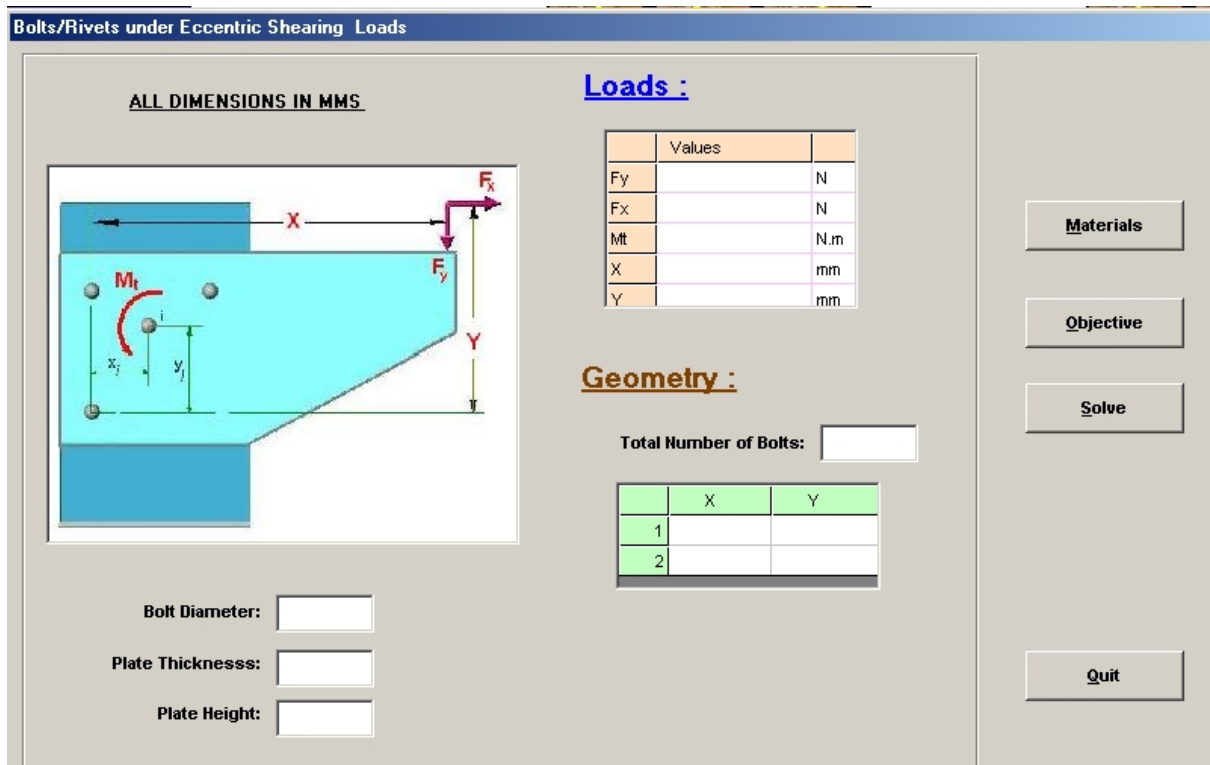 Bolts/Rivets under Eccentric Shearing Loads
ALL DIMENSIONS IN MMS
Loads :
Values
Fy N
Fx N
Mt N.m
X mm
Y mm
Fx
X
Fy
Mt
i
Y
xi
yi
Geometry :
Total Number of Bolts:
X Y
1
2
Bolt Diameter:
Plate Thicknesss:
Plate Height:
Materials
Objective
Solve
Quit